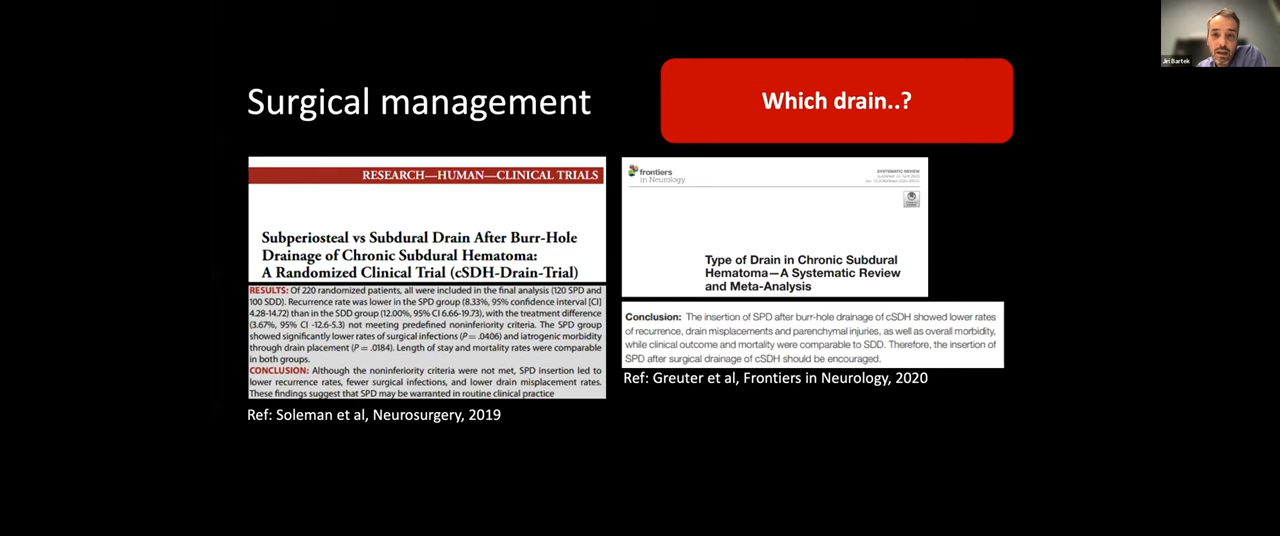 Jiri Bartek
Surgical management
Which drain..?
RESEARCH—HUMAN—CLINICAL TRIALS
Subperiosteal vs Subdural Drain After Burr-Hole
Drainage of Chronic Subdural Hematoma:
A Randomized Clinical Trial (cSDH-Drain-Trial)
RESULTS: Of 220 randomized patients, all were included in the final analysis (120 SPD and
100 SDD). Recurrence rate was lower in the SPD group (8.33%, 95% confidence interval [CI]
4.28-14.72) than in the SDD group (12.00%, 95% CI 6.66-19.73), with the treatment difference
(3.67%, 95% CI -12.6-5.3) not meeting predefined noninferiority criteria. The SPD group
showed significantly lower rates of surgical infections (P = .0406) and iatrogenic morbidity
through drain placement (P = .0184). Length of stay and mortality rates were comparable
in both groups.
CONCLUSION: Although the noninferiority criteria were not met, SPD insertion led to
lower recurrence rates, fewer surgical infections, and lower drain misplacement rates.
These findings suggest that SPD may be warranted in routine clinical practice
Ref: Soleman et al, Neurosurgery, 2019
frontiers
in Neurology
SYSTEMATIC REVIEW
Type of Drain in Chronic Subdural
Hematoma—A Systematic Review
and Meta-Analysis
Conclusion: The insertion of SPD after burr-hole drainage of cSDH showed lower rates
of recurrence, drain misplacements and parenchymal injuries, as well as overall morbidity,
while clinical outcome and mortality were comparable to SDD. Therefore, the insertion of
SPD after surgical drainage of cSDH should be encouraged.
Ref: Greuter et al, Frontiers in Neurology, 2020